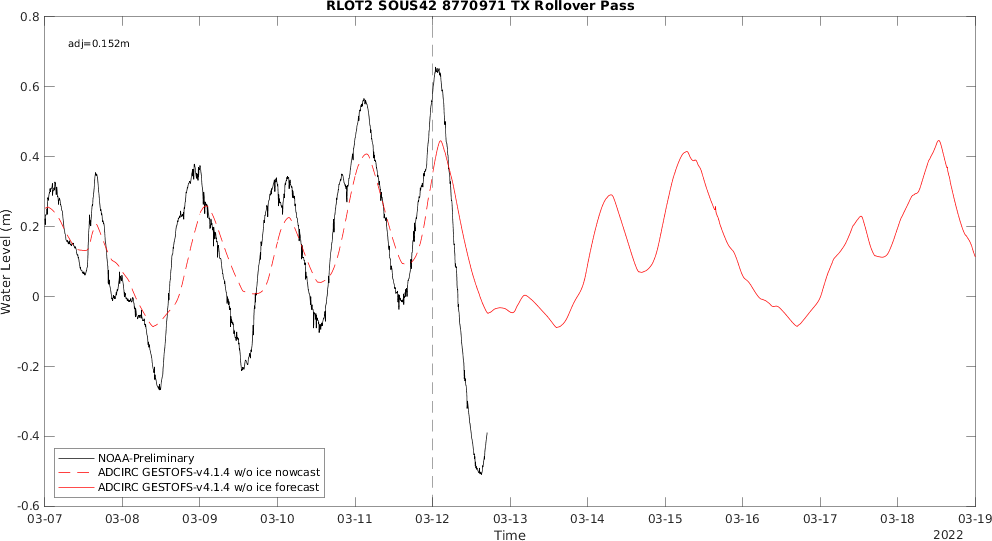 RLOT2 SOUS42 8770971 TX Rollover Pass
adj=0.152m
0.8
0.6
0.4
0.2
0
-0.2
-0.4
-0.6
Water Level (m)
NOAA-Preliminary
ADCIRC GESTOFS-v4.1.4 w/o ice nowcast
ADCIRC GESTOFS-v4.1.4 w/o ice forecast
03-07 03-08 03-09 03-10 03-11 03-12 03-13 03-14 03-15 03-16 03-17 03-18 03-19
Time
2022